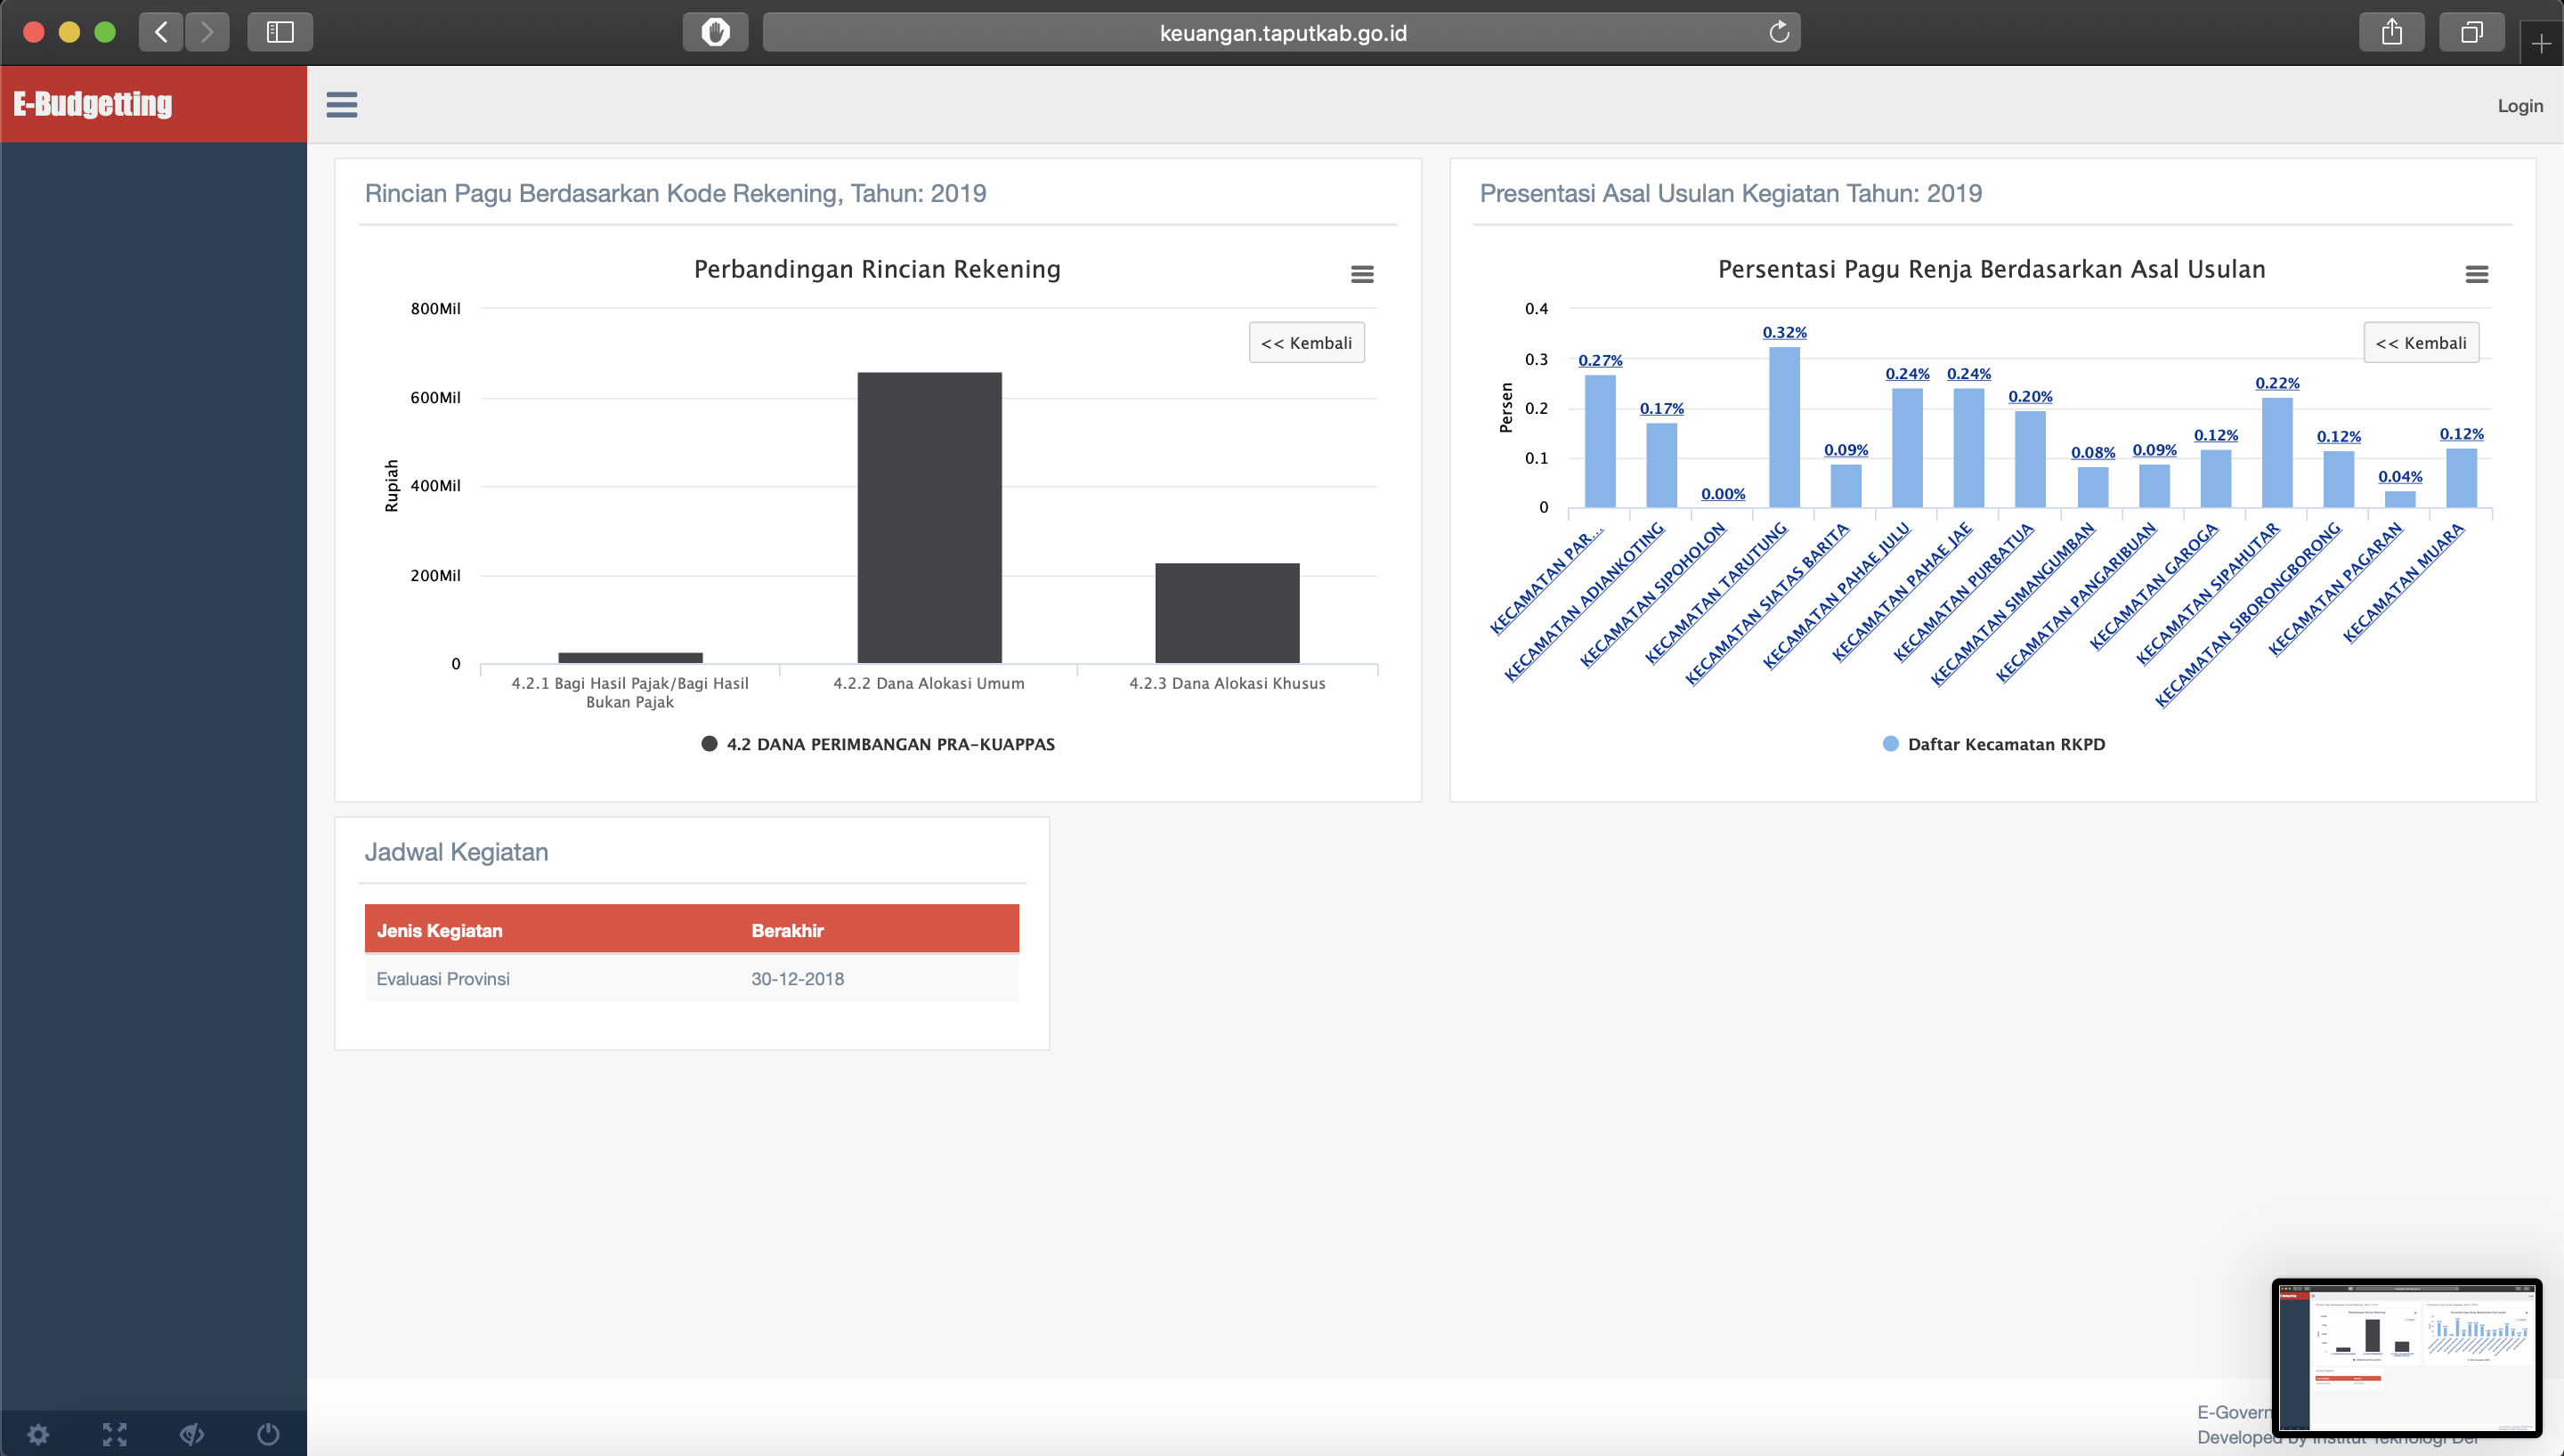 keuangan.taputkab.go.id
E-Budgetting
Login
Rincian Pagu Berdasarkan Kode Rekening, Tahun: 2019
Perbandingan Rincian Rekening
<< Kembali
Rupiah
800Mil
600Mil
400Mil
200Mil
0
4.2.1 Bagi Hasil Pajak/Bagi Hasil
Bukan Pajak
4.2.2 Dana Alokasi Umum
4.2.3 Dana Alokasi Khusus
4.2 DANA PERIMBANGAN PRA-KUAPPAS
Presentasi Asal Usulan Kegiatan Tahun: 2019
Persentasi Pagu Renja Berdasarkan Asal Usulan
<< Kembali
Persen
0.4
0.3
0.2
0.1
0
0.27%
0.17%
0.00%
0.32%
0.09%
0.24%
0.24%
0.20%
0.08%
0.09%
0.12%
0.22%
0.12%
0.04%
0.12%
KECAMATAN PAR...
KECAMATAN ADIANKOTING
KECAMATAN SIPOHOLON
KECAMATAN TARUTUNG
KECAMATAN SIATAS BARITA
KECAMATAN PAHAE JULU
KECAMATAN PAHAE JAE
KECAMATAN PURBATUA
KECAMATAN SIMANGUMBAN
KECAMATAN PANGARIBUAN
KECAMATAN GAROGA
KECAMATAN SIPAHUTAR
KECAMATAN SIBORONGBORONG
KECAMATAN PAGARAN
KECAMATAN MUARA
Daftar Kecamatan RKPD
Jadwal Kegiatan
Jenis Kegiatan Berakhir
Evaluasi Provinsi 30-12-2018
E-Govern
Developed by Institut Teknologi Del